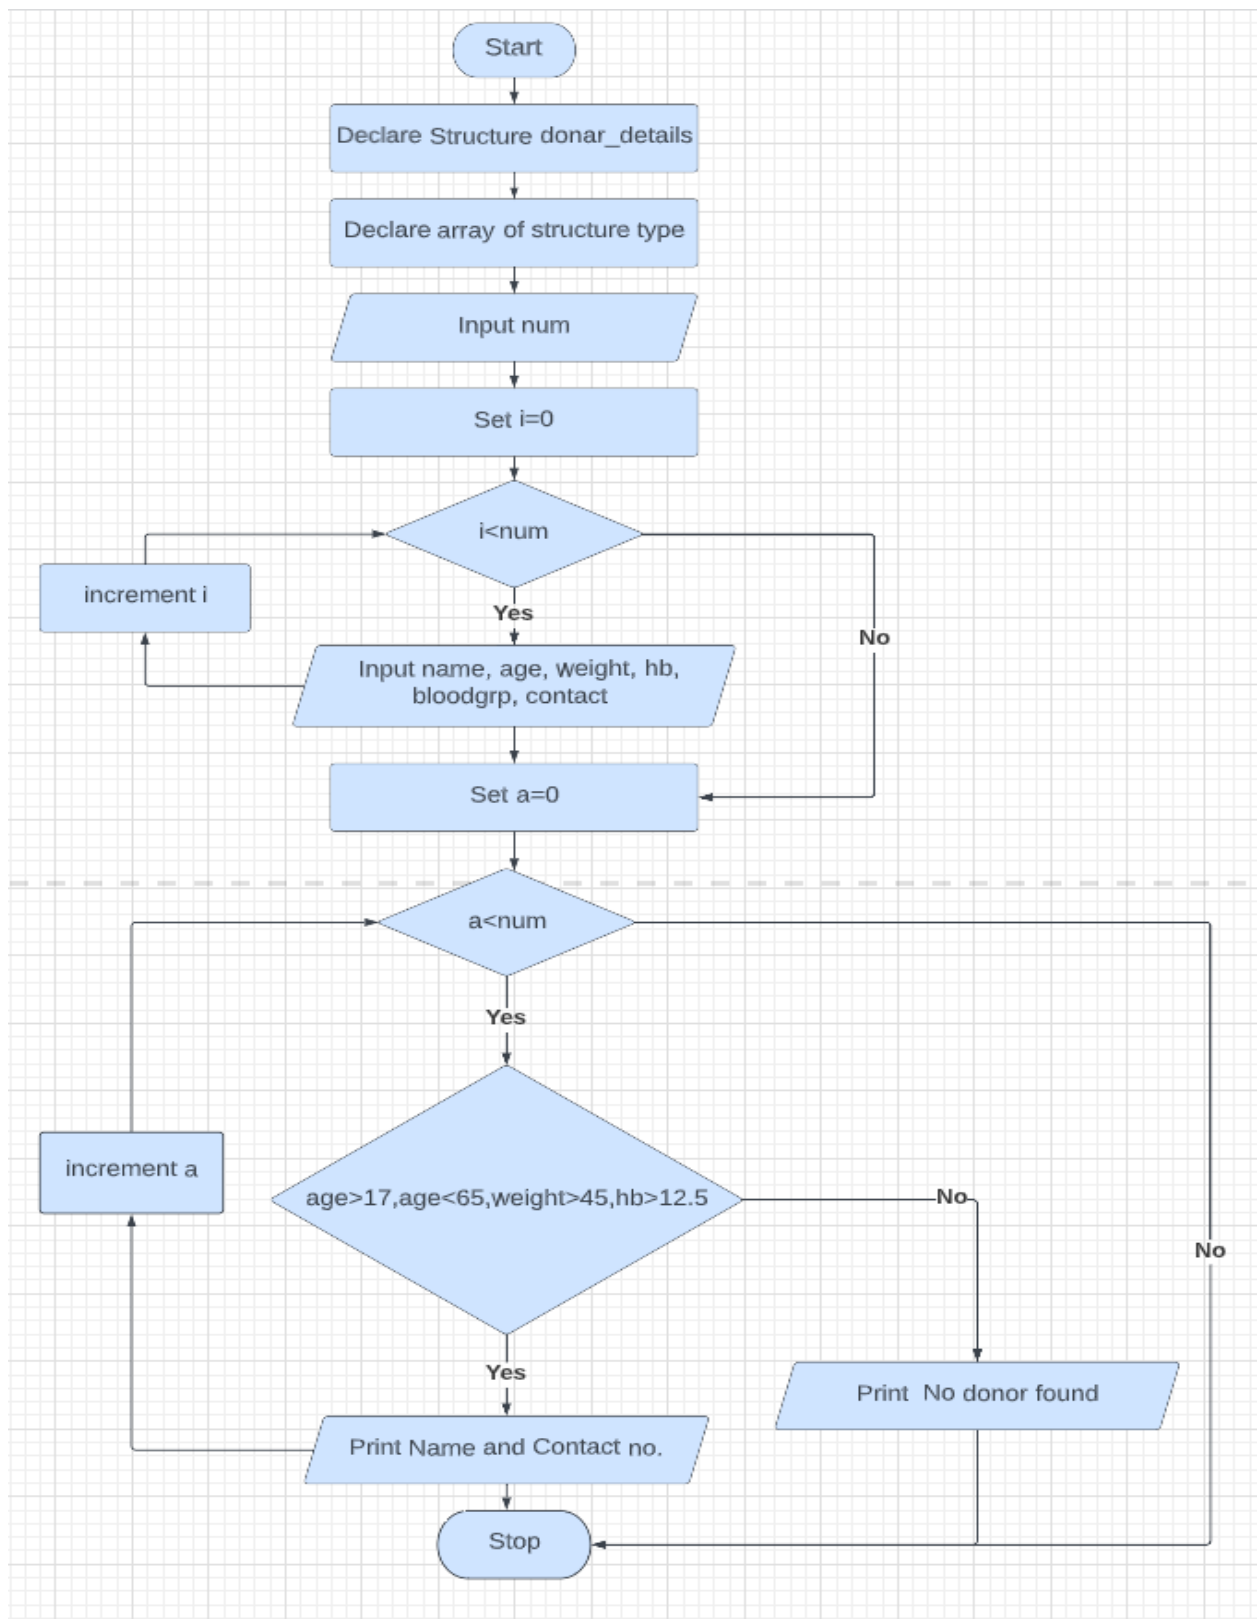 Start
Declare Structure donar_details
Declare array of structure type
Input num
Set i=0
i<num
increment i
Yes
No
Input name, age, weight, hb,
bloodgrp, contact
Set a=0
a<num
Yes
increment a
age>17,age<65,weight>45,hb>12.5
No
No
Yes
Print No donor found
Print Name and Contact no.
Stop